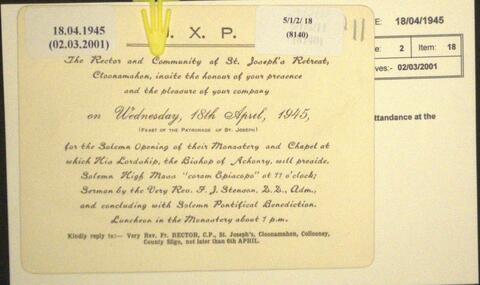 18.04.1945
(02.03.2001)
J. X. P.
5/1/2/ 18
(8140)
The Rector and Community of St. Joseph's Retreat,
Cloonamahon, invite the honour of your presence
and the pleasure of your company
on Wednesday, 18th April, 1945,
(FEAST OF THE PATRONAGE OF ST. JOSEPH)
for the Solemn Opening of their Monastery and Chapel at
which His Lordship, the Bishop of Achonry, will preside.
Solemn High Mass "coram Episcopo" at 11 o'clock;
Sermon by the Very Rev. F. J. Stenson, D.D., Adm.,
and concluding with Solemn Pontifical Benediction.
Luncheon in the Monastery about 1 p.m.
Kindly reply to:— Very Rev. Fr. RECTOR, C.P., St. Joseph's, Cloonamahon, Collooney,
County Sligo, not later than 6th APRIL.
E: 18/04/1945
e: 2 Item: 18
ves:- 02/03/2001
ttendance at the